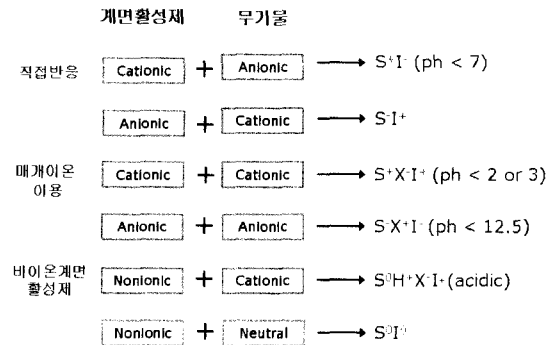 계면활성제 무기물
직접반응 Cationic + Anionic → S⁺I⁻ (ph < 7)
Anionic + Cationic → S⁻I⁺
매개이온
이용
Cationic + Cationic → S⁺X⁻I⁺ (ph < 2 or 3)
Anionic + Anionic → S⁻X⁺I⁻ (ph < 12.5)
바이온계면
활성제
Nonionic + Cationic → S⁰H⁺X⁻I⁺ (acidic)
Nonionic + Neutral → S⁰I⁰